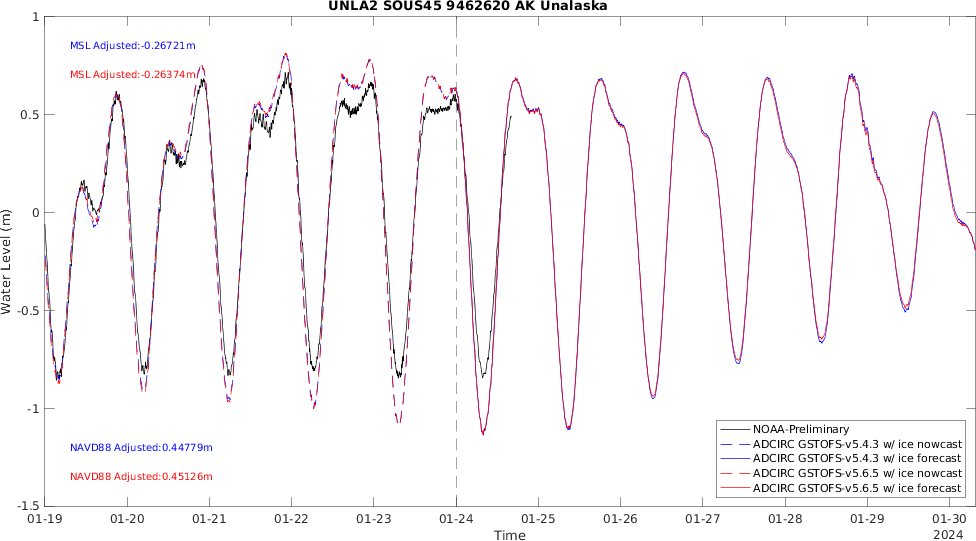 UNLA2 SOUS45 9462620 AK Unalaska
MSL Adjusted:-0.26721m
MSL Adjusted:-0.26374m
NAVD88 Adjusted:0.44779m
NAVD88 Adjusted:0.45126m
Water Level (m)
1
0.5
0
-0.5
-1
-1.5
NOAA-Preliminary
ADCIRC GSTOFS-v5.4.3 w/ ice nowcast
ADCIRC GSTOFS-v5.4.3 w/ ice forecast
ADCIRC GSTOFS-v5.6.5 w/ ice nowcast
ADCIRC GSTOFS-v5.6.5 w/ ice forecast
01-19 01-20 01-21 01-22 01-23 01-24 01-25 01-26 01-27 01-28 01-29 01-30
Time
2024